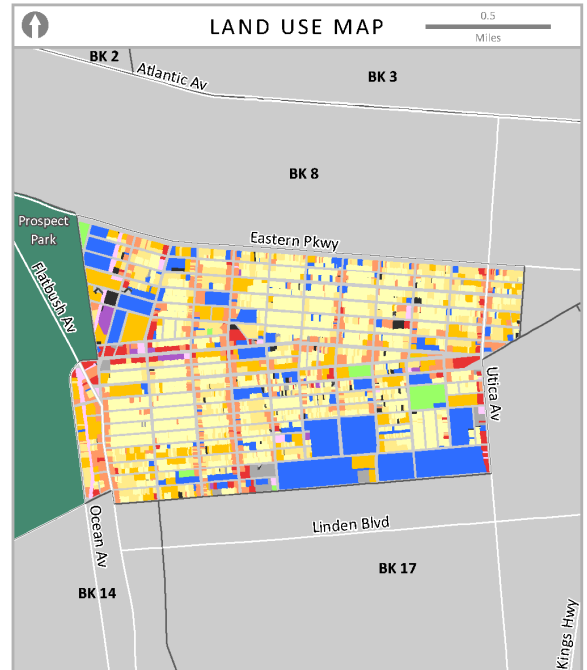 LAND USE MAP
0.5
Miles
BK 2
Atlantic Av
BK 3
BK 8
Prospect
Park
Eastern Pkwy
Flatbush Av
Utica Av
Ocean Av
Linden Blvd
BK 17
BK 14
Kings Hwy